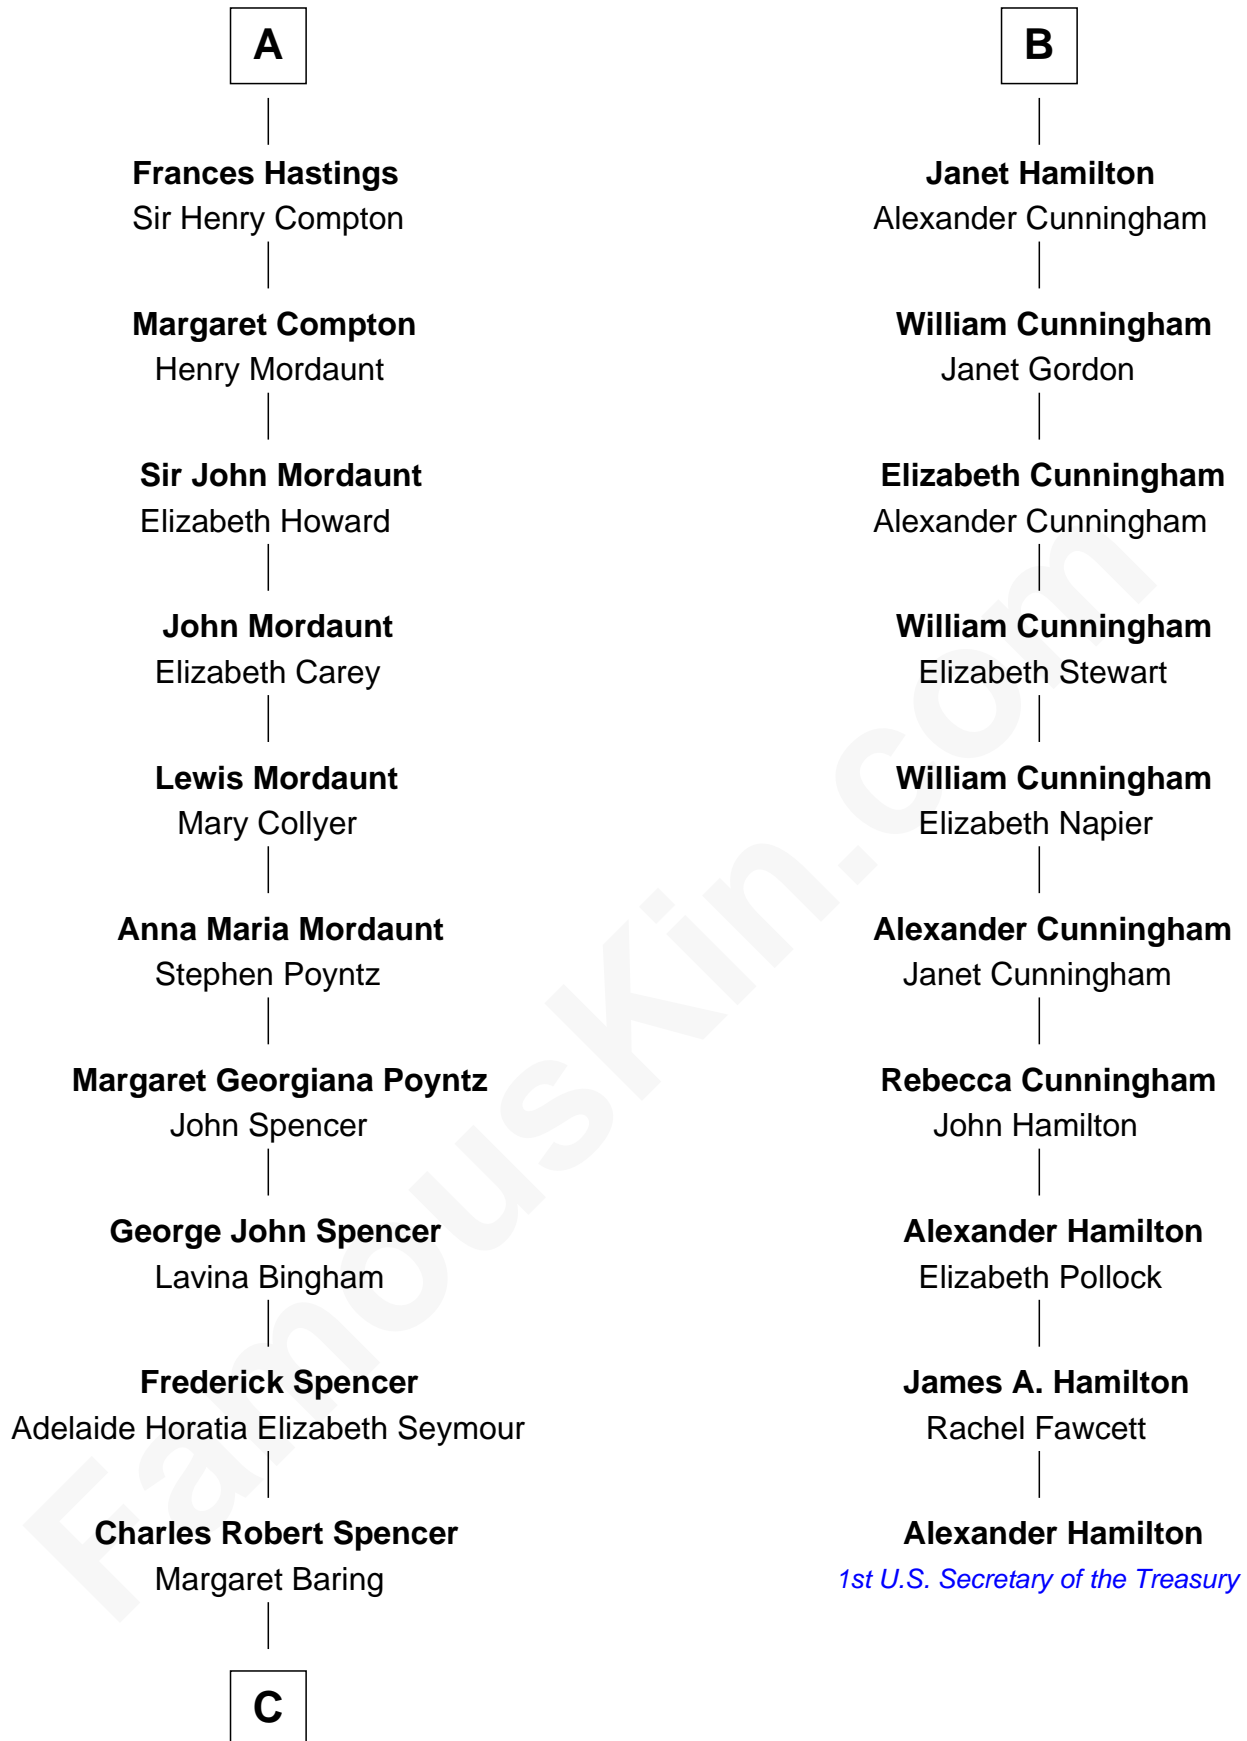 A
Frances Hastings
Sir Henry Compton
Margaret Compton
Henry Mordaunt
Sir John Mordaunt
Elizabeth Howard
John Mordaunt
Elizabeth Carey
Lewis Mordaunt
Mary Collyer
Anna Maria Mordaunt
Stephen Poyntz
Margaret Georgiana Poyntz
John Spencer
George John Spencer
Lavina Bingham
Frederick Spencer
Adelaide Horatia Elizabeth Seymour
Charles Robert Spencer
Margaret Baring
C
B
Janet Hamilton
Alexander Cunningham
William Cunningham
Janet Gordon
Elizabeth Cunningham
Alexander Cunningham
William Cunningham
Elizabeth Stewart
William Cunningham
Elizabeth Napier
Alexander Cunningham
Janet Cunningham
Rebecca Cunningham
John Hamilton
Alexander Hamilton
Elizabeth Pollock
James A. Hamilton
Rachel Fawcett
Alexander Hamilton
1st U.S. Secretary of the Treasury
FamousKin.com